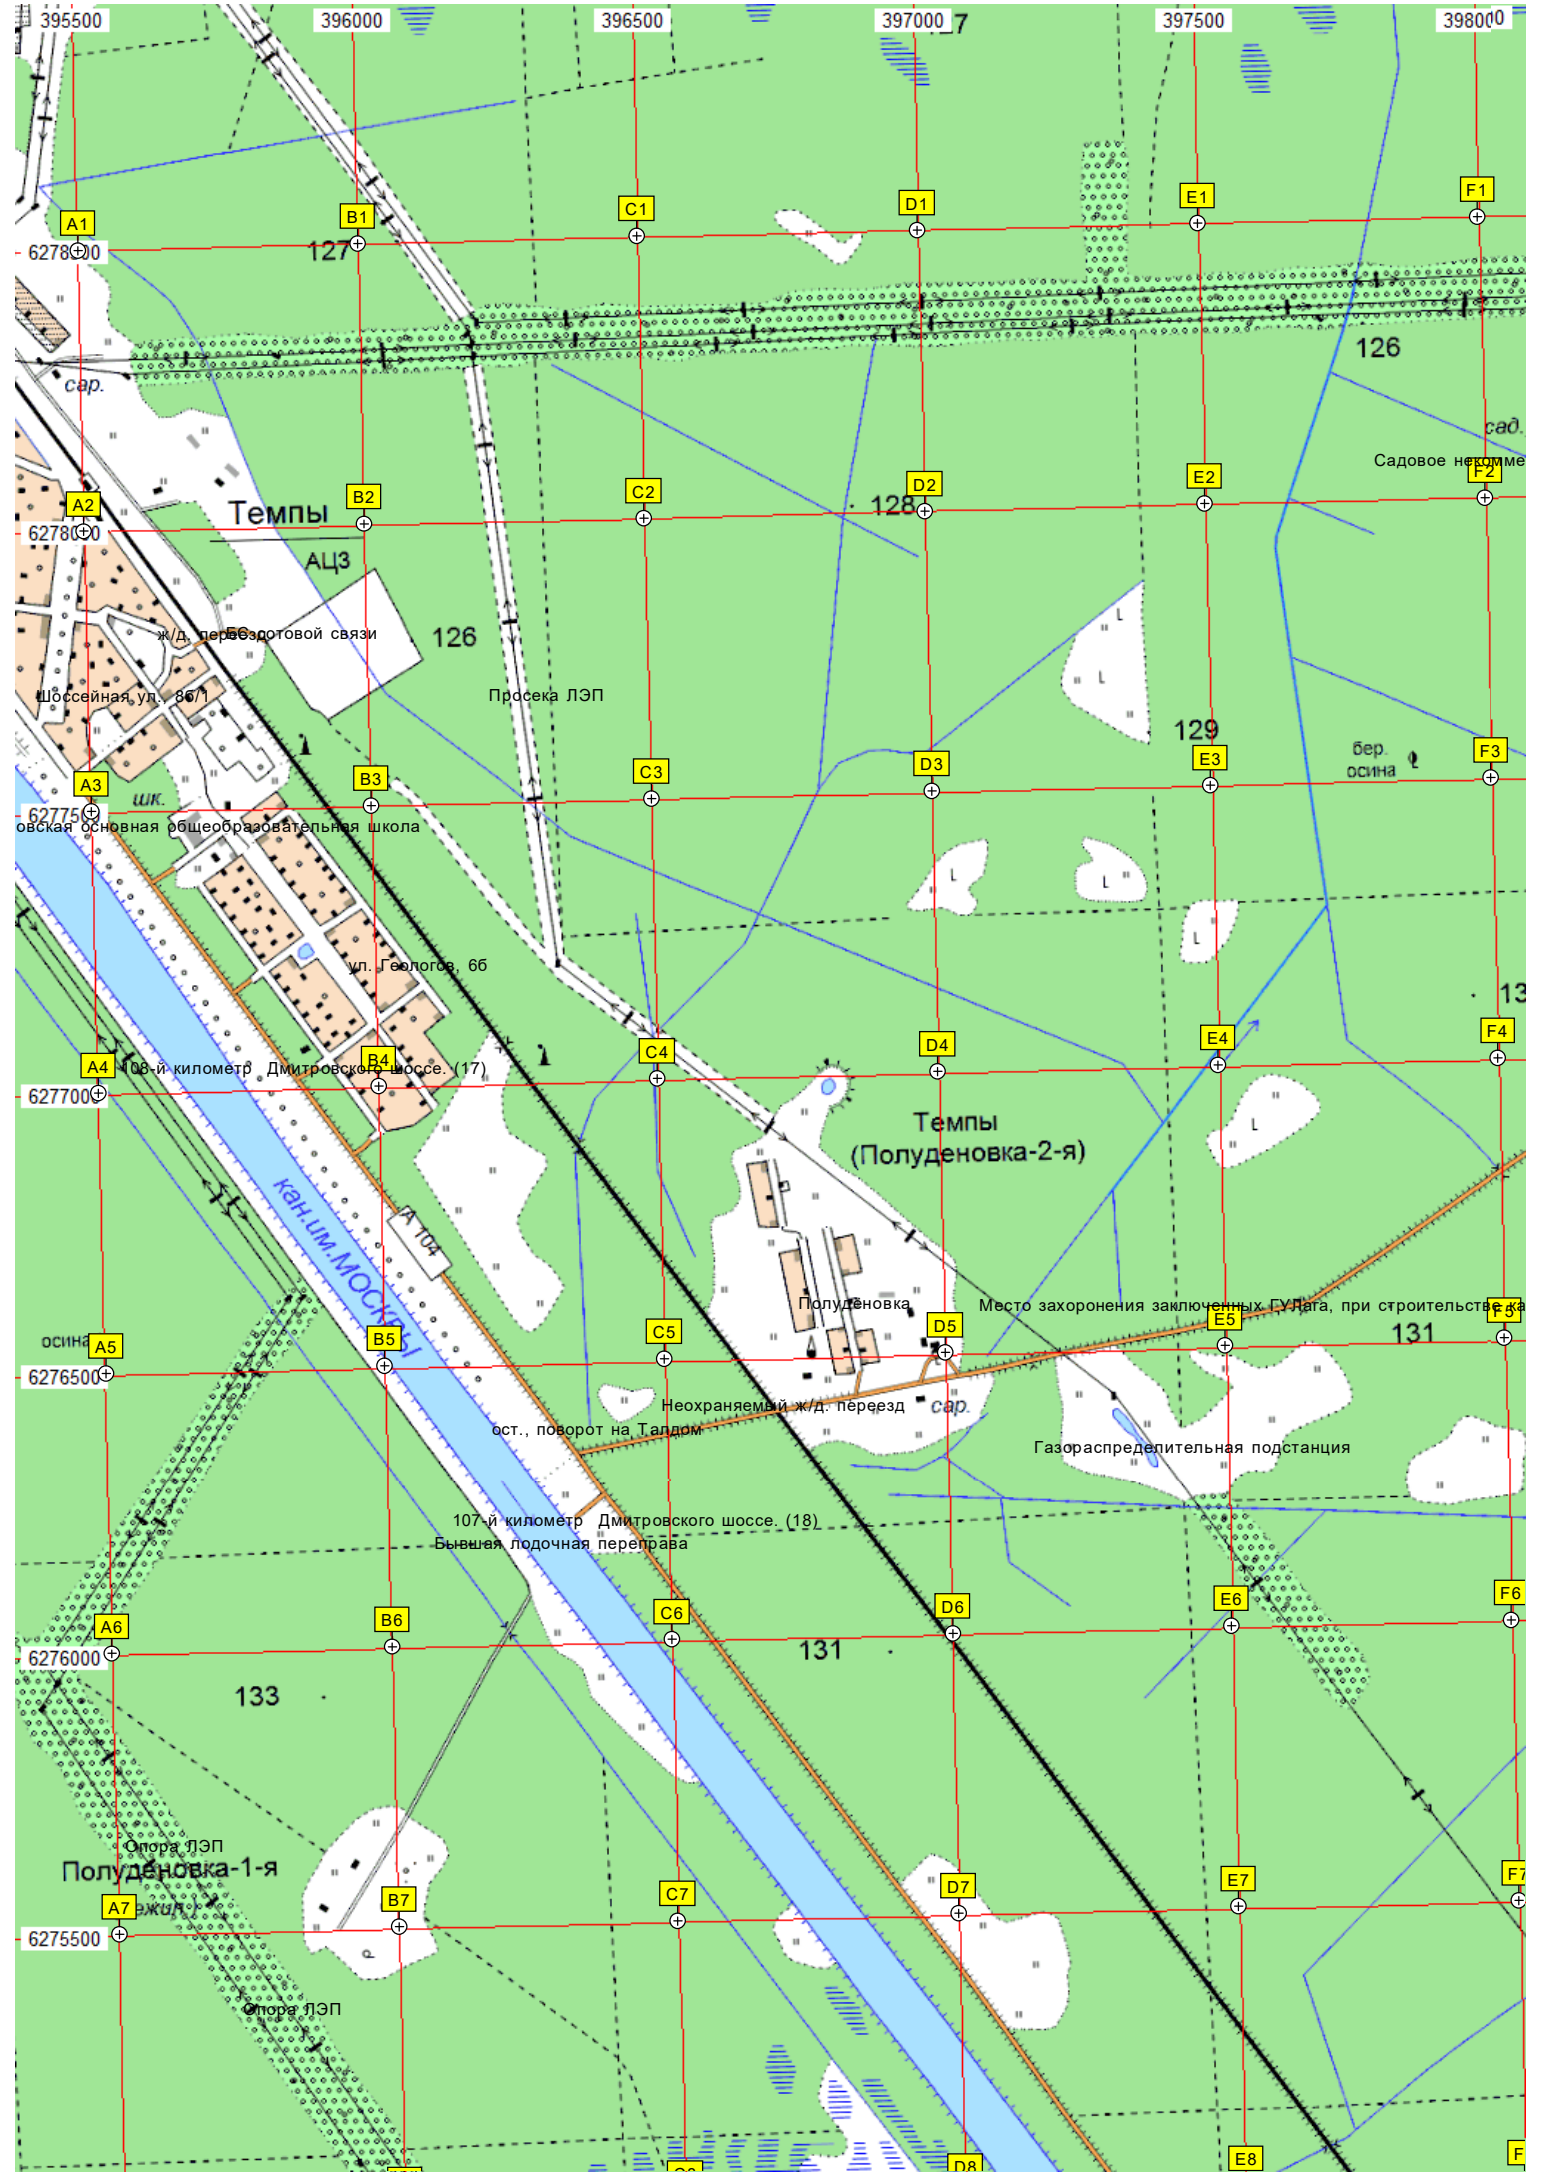 395500 396000 396500 397000 397500
7
A1 B1 C1 D1 E1 F1
127
126
сар.
сад.
Садовое некомме
A2 B2 C2 D2 E2 F2
Темпы
128
АЦЗ
ж/д. переезд
БС сотовой связи
126
Шоссейная ул., 8б/1
Просека ЛЭП
129
бер.
осина
A3 B3 C3 D3 E3 F3
шк.
627750
овская основная общеобразовательная школа
ул. Геологов, 6б
13
A4 B4 C4 D4 E4 F4
108-й километр Дмитровского шоссе. (17)
6277000
Темпы
(Полуденовка-2-я)
кан.им.МОСКВЫ
А 104
Полуденовка
Место захоронения заключенных ГУЛага, при строительстве ка
осина
131
A5 B5 C5 D5 E5 F5
6276500
Неохраняемый ж/д. переезд
сар.
ост., поворот на Талдом
Газораспределительная подстанция
107-й километр Дмитровского шоссе. (18)
Бывшая лодочная переправа
A6 B6 C6 D6 E6 F6
6276000
131
133
Опора ЛЭП
Полуденовка-1-я
A7 B7 C7 D7 E7 F7
6275500
Опора ЛЭП
D8 E8 F